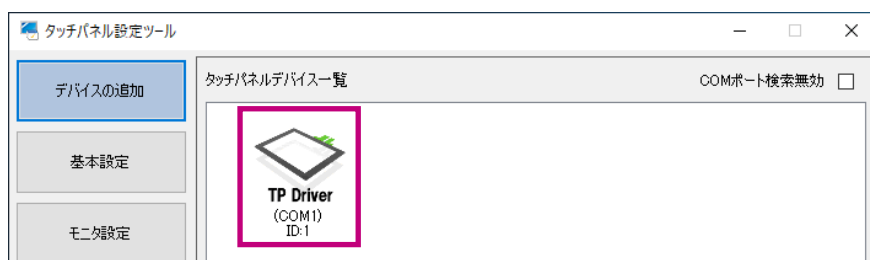 タッチパネル設定ツール
デバイスの追加
タッチパネルデバイス一覧
COMポート検索無効
基本設定
TP Driver
(COM1)
ID:1
モニタ設定